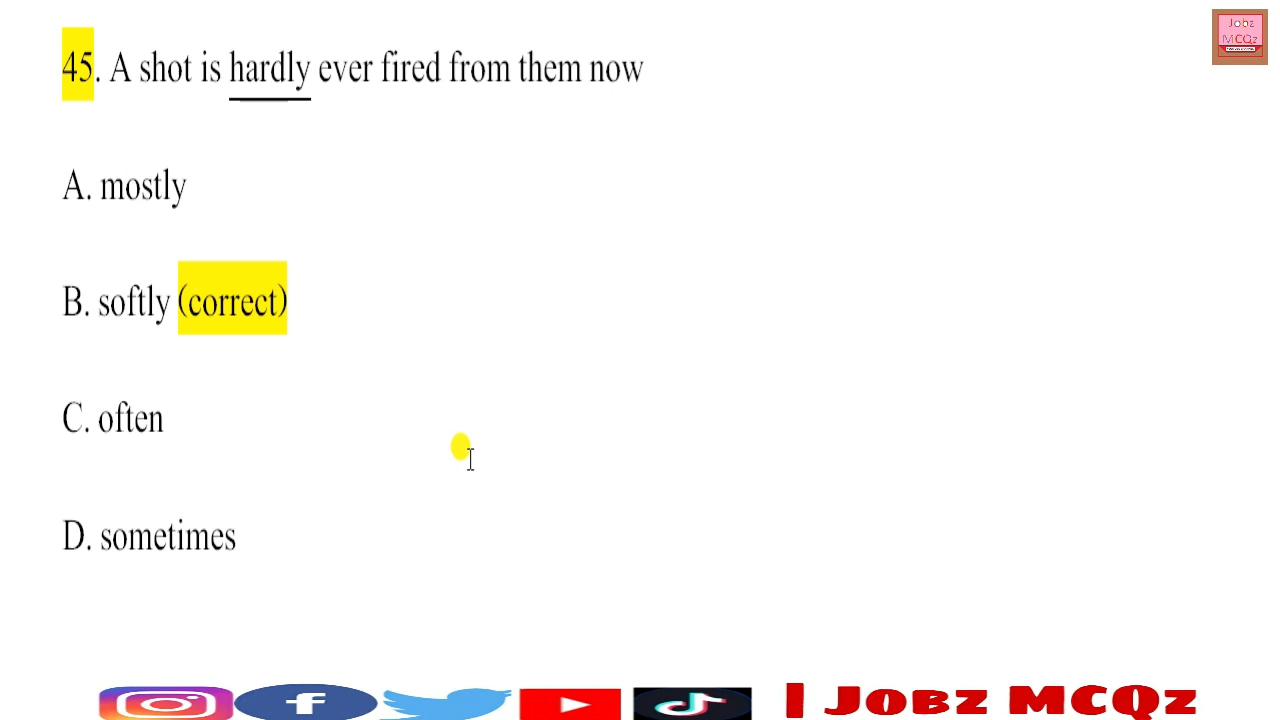 Jobz
MCQz
45. A shot is hardly ever fired from them now
A. mostly
B. softly (correct)
C. often
D. sometimes
| Jobz MCQz